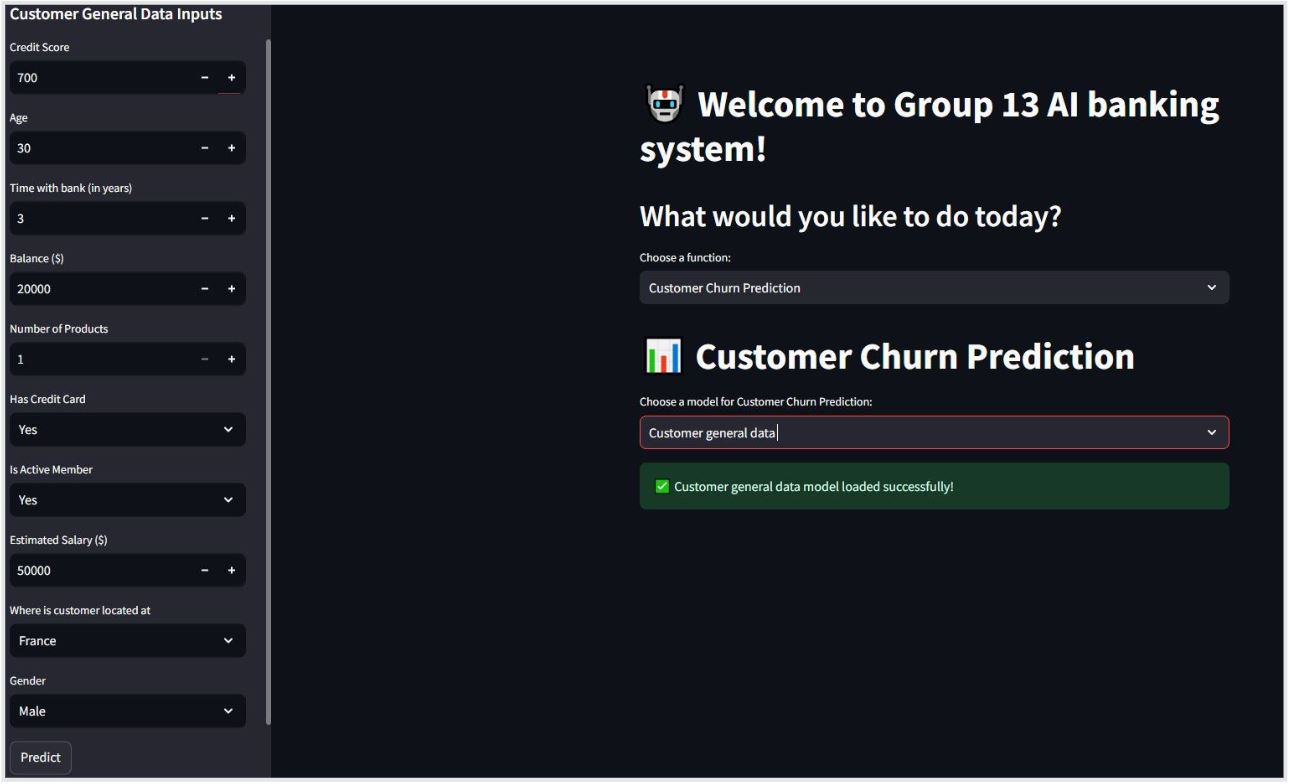 Customer General Data Inputs
Credit Score
700
Age
30
Time with bank (in years)
3
Balance ($)
20000
Number of Products
1
Has Credit Card
Yes
Is Active Member
Yes
Estimated Salary ($)
50000
Where is customer located at
France
Gender
Male
Predict
Welcome to Group 13 AI banking
system!
What would you like to do today?
Choose a function:
Customer Churn Prediction
Customer Churn Prediction
Choose a model for Customer Churn Prediction:
Customer general data
Customer general data model loaded successfully!